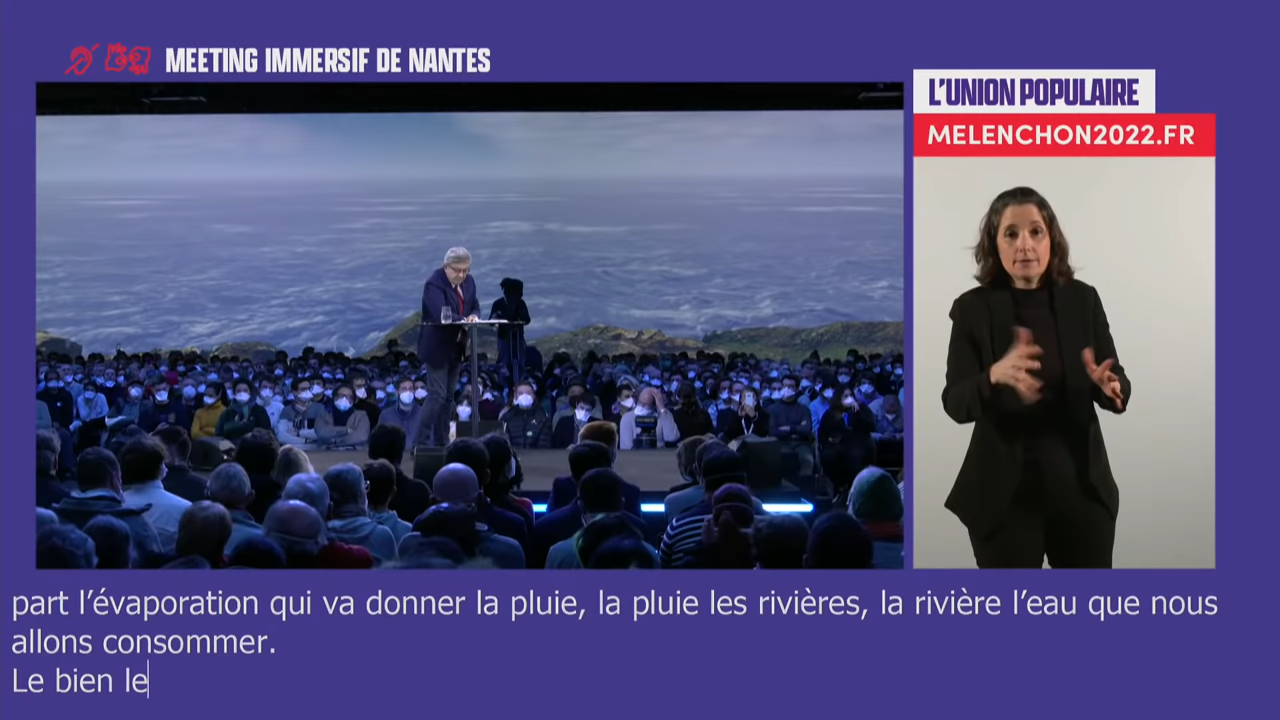 MEETING IMMERSIF DE NANTES
L'UNION POPULAIRE
MELENCHON2022.FR
part l’évaporation qui va donner la pluie, la pluie les rivières, la rivière l’eau que nous
allons consommer.
Le bien le